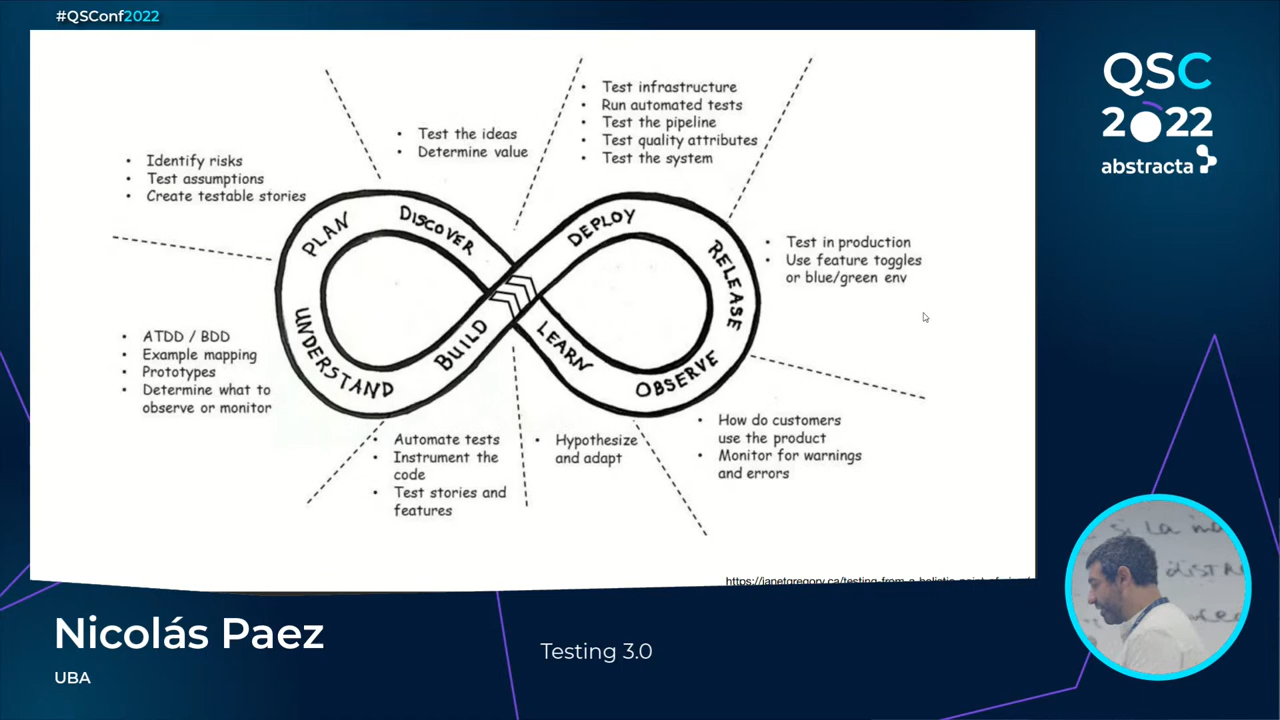 #QSConf2022
QSC
2022
abstracta
• Test the ideas
• Determine value
• Test infrastructure
• Run automated tests
• Test the pipeline
• Test quality attributes
• Test the system
• Identify risks
• Test assumptions
• Create testable stories
PLAN
DISCOVER
DEPLOY
RELEASE
• Test in production
• Use feature toggles
or blue/green env
• ATDD / BDD
• Example mapping
• Prototypes
• Determine what to
observe or monitor
UNDERSTAND
BUILD
LEARN
OBSERVE
• Automate tests
• Instrument the
code
• Test stories and
features
• Hypothesize
and adapt
• How do customers
use the product
• Monitor for warnings
and errors
si la
Nicolás Paez
UBA
Testing 3.0